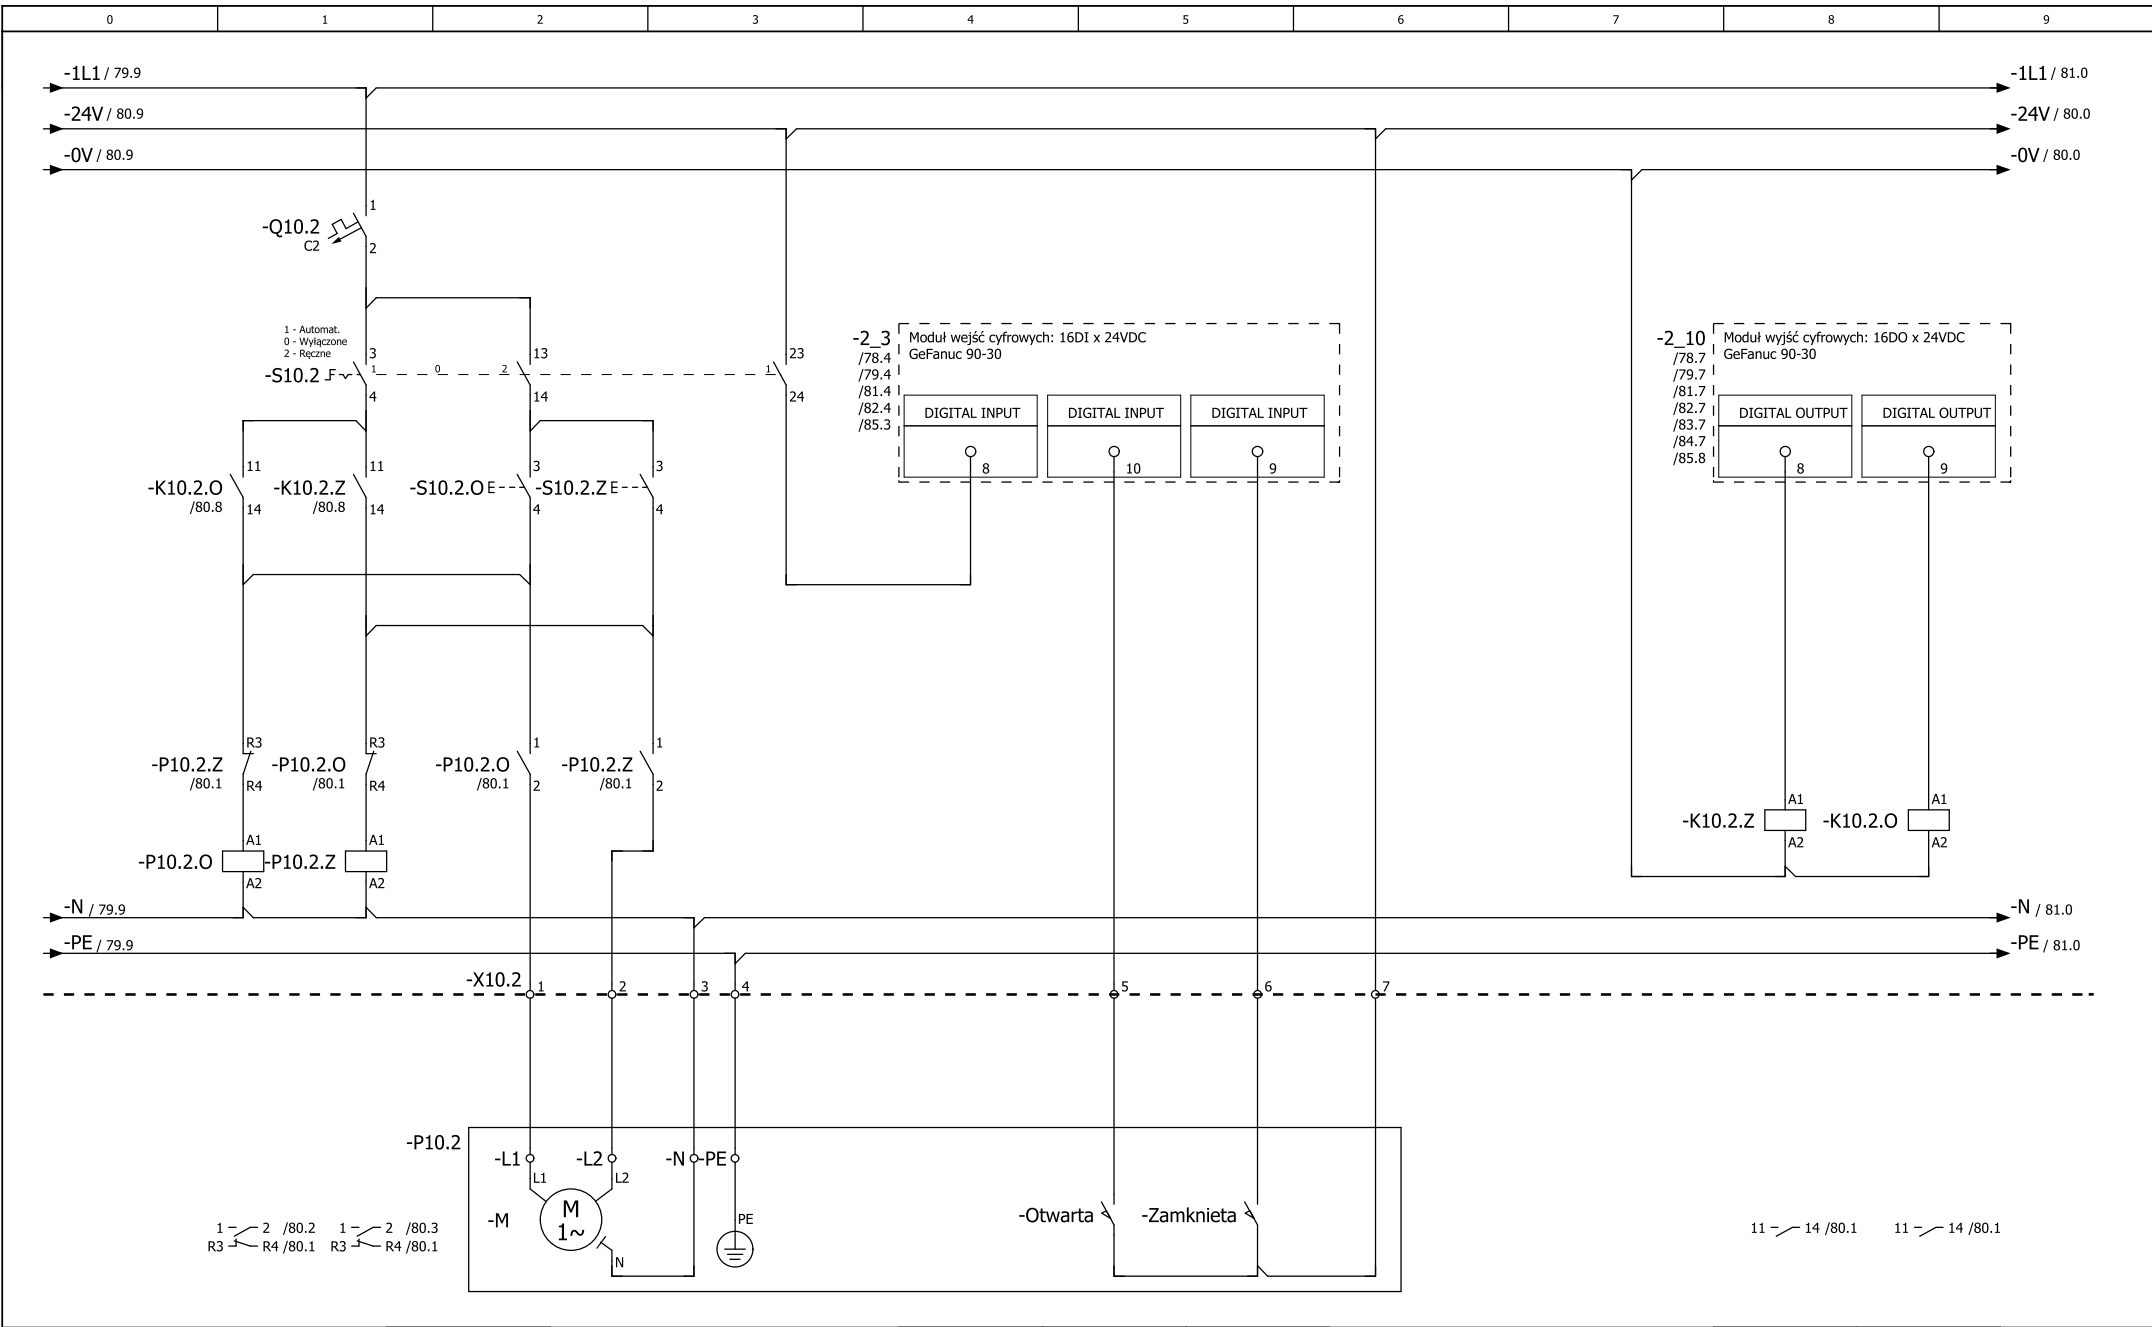 0 1 2 3 4 5 6 7 8 9
-1L1 / 79.9 -1L1 / 81.0
-24V / 80.9 -24V / 80.0
-0V / 80.9 -0V / 80.0
1
-Q10.2
C2
2
1 - Automat.
0 - Wyłączone
2 - Ręczne
3 13 23
-S10.2 1 0 2 1
4 14 24
-2_3 Moduł wejść cyfrowych: 16DI x 24VDC
GeFanuc 90-30
/78.4
/79.4
/81.4
/82.4
/85.3
DIGITAL INPUT DIGITAL INPUT DIGITAL INPUT
8 10 9
-2_10 Moduł wyjść cyfrowych: 16DO x 24VDC
GeFanuc 90-30
/78.7
/79.7
/81.7
/82.7
/83.7
/84.7
/85.8
DIGITAL OUTPUT DIGITAL OUTPUT
8 9
11 11 3 3
-K10.2.O -K10.2.Z -S10.2.O E -S10.2.Z E
/80.8 14 /80.8 14 4 4
R3 R3 1 1
-P10.2.Z -P10.2.O -P10.2.O -P10.2.Z
/80.1 R4 /80.1 R4 /80.1 2 /80.1 2
A1 A1
-K10.2.Z -K10.2.O
A2 A2
A1 A1
-P10.2.O -P10.2.Z
A2 A2
-N / 79.9 -N / 81.0
-PE / 79.9 -PE / 81.0
-X10.2 1 2 3 4 5 6 7
-P10.2
-L1 -L2 -N -PE
L1 L2
-M M
1~
PE
N
-Otwarta -Zamknieta
1 2 /80.2 1 2 /80.3
R3 R4 /80.1 R3 R4 /80.1
11 14 /80.1 11 14 /80.1